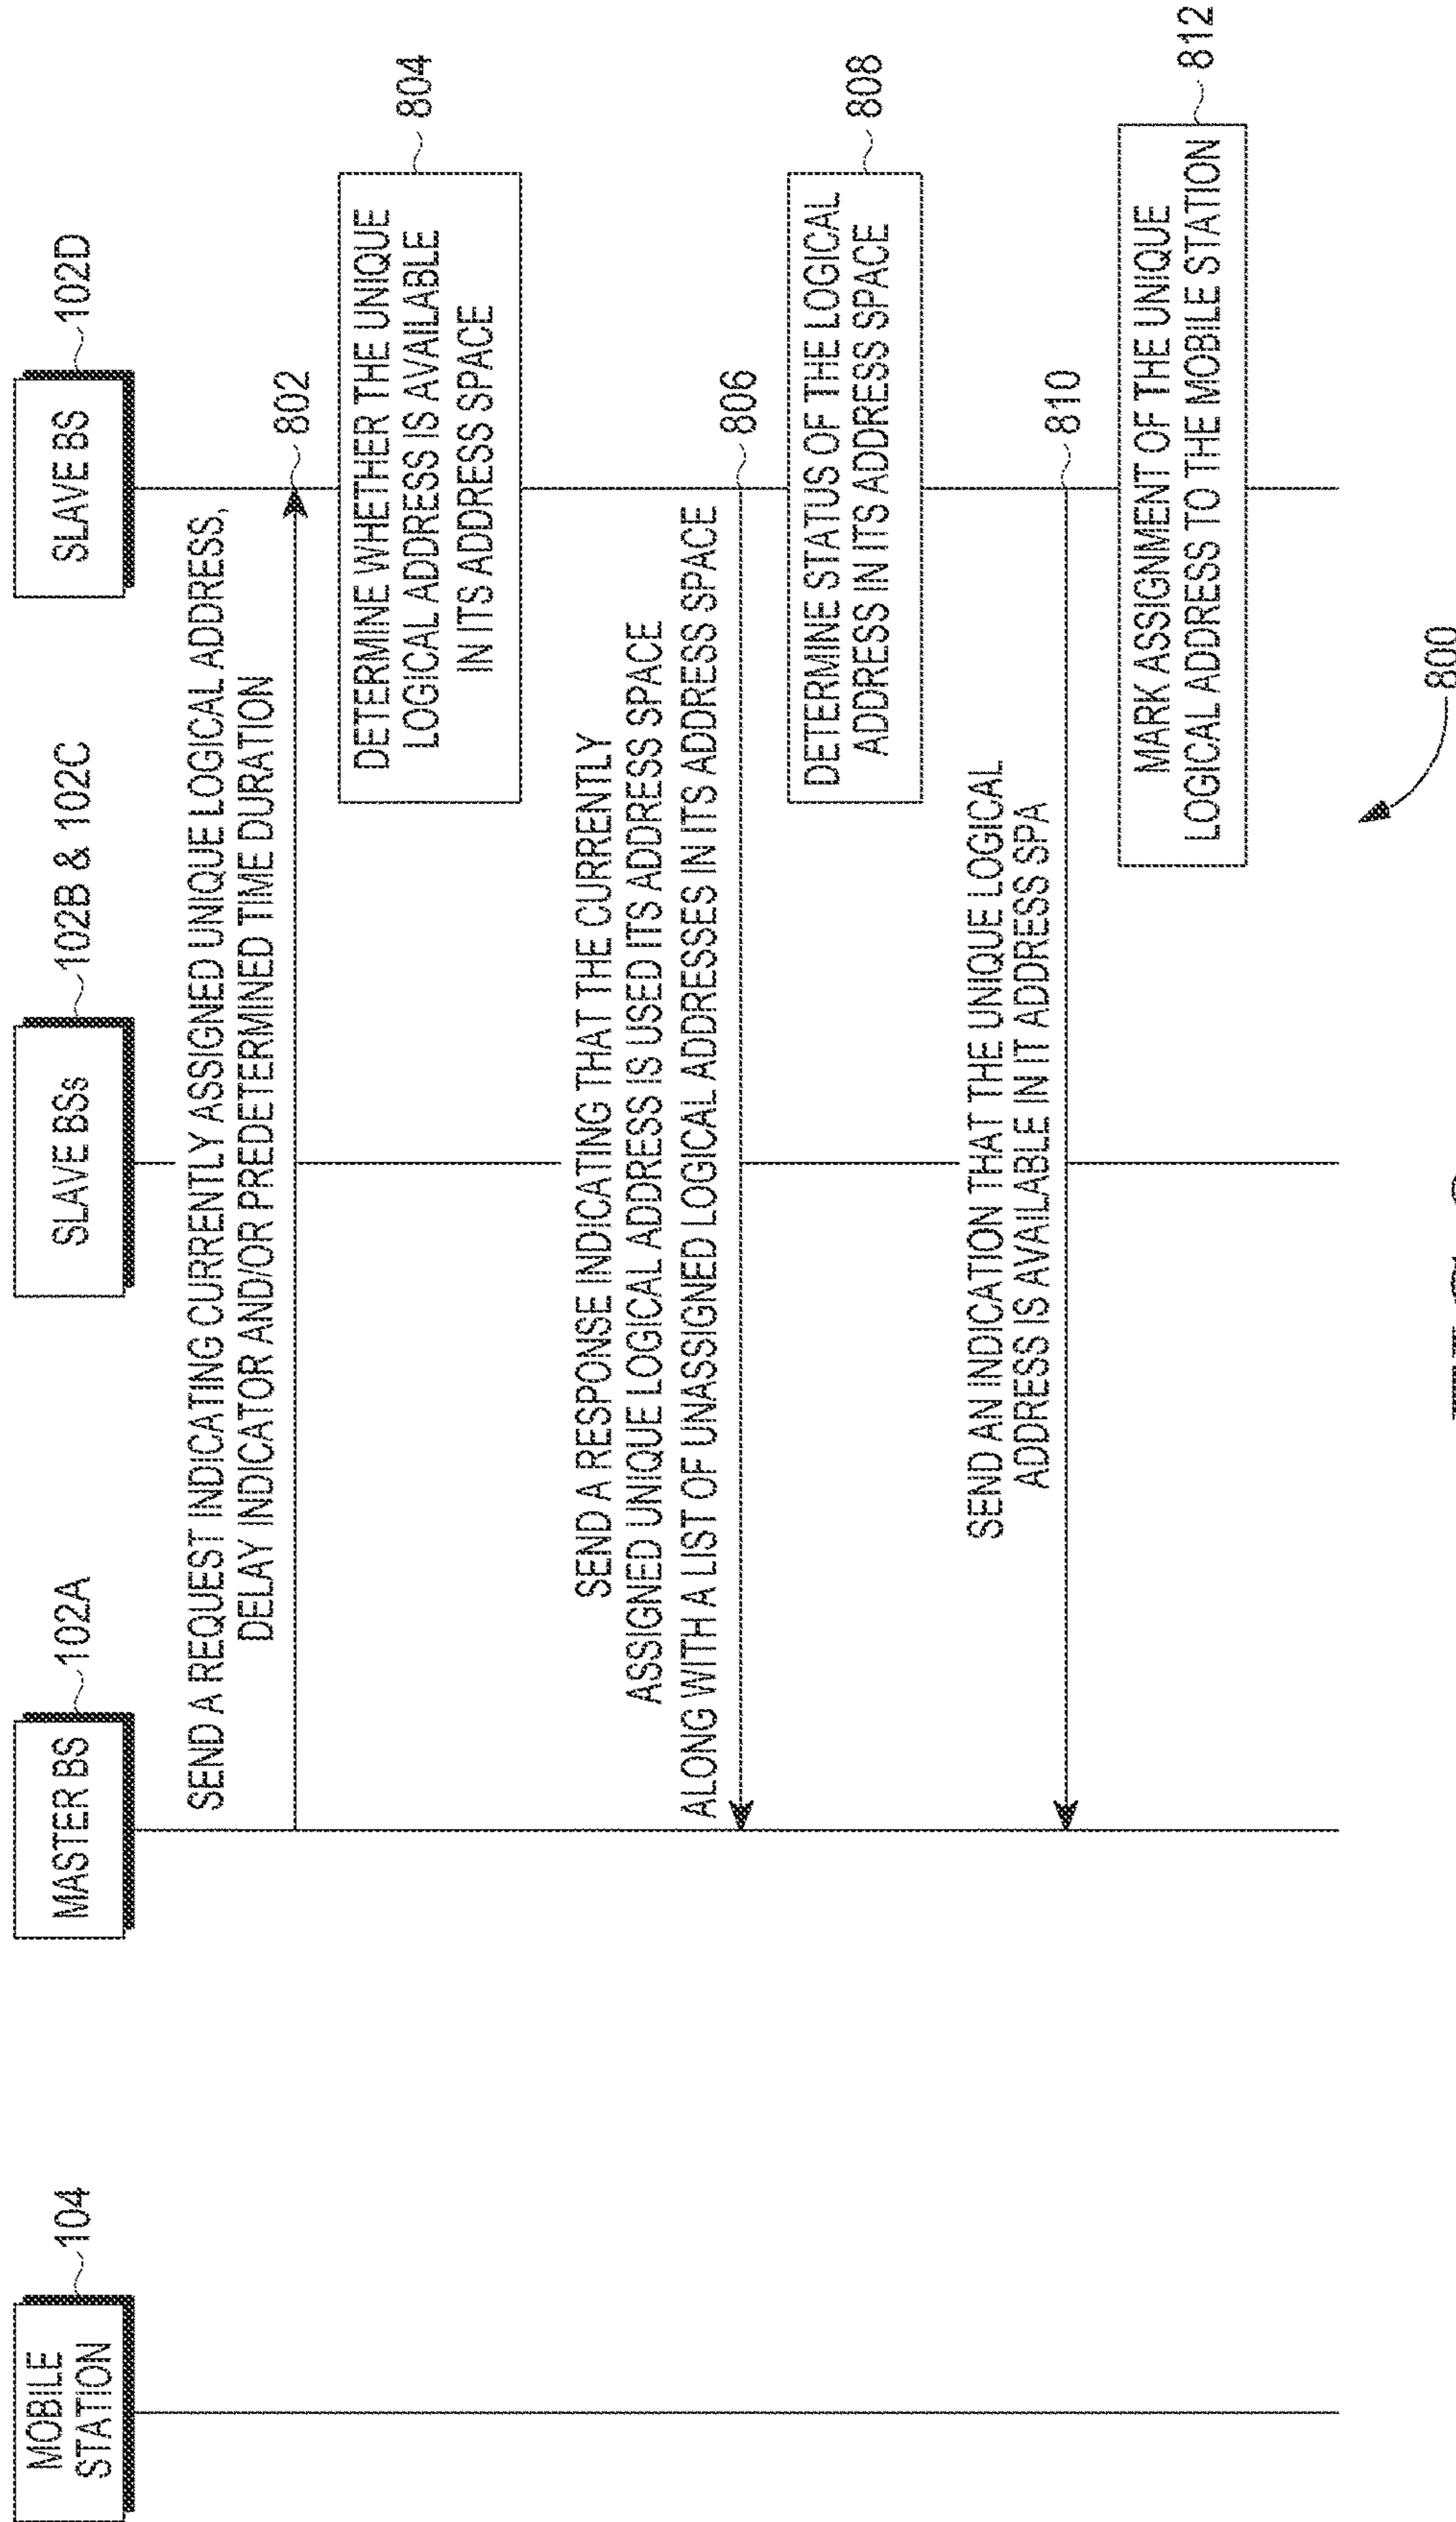 MOBILE
STATION
104
MASTER BS
102A
SLAVE BSs
102B & 102C
SLAVE BS
102D
SEND A REQUEST INDICATING CURRENTLY ASSIGNED UNIQUE LOGICAL ADDRESS,
DELAY INDICATOR AND/OR PREDETERMINED TIME DURATION
802
DETERMINE WHETHER THE UNIQUE
LOGICAL ADDRESS IS AVAILABLE
IN ITS ADDRESS SPACE
804
SEND A RESPONSE INDICATING THAT THE CURRENTLY
ASSIGNED UNIQUE LOGICAL ADDRESS IS USED ITS ADDRESS SPACE
ALONG WITH A LIST OF UNASSIGNED LOGICAL ADDRESSES IN ITS ADDRESS SPACE
806
DETERMINE STATUS OF THE LOGICAL
ADDRESS IN ITS ADDRESS SPACE
808
SEND AN INDICATION THAT THE UNIQUE LOGICAL
ADDRESS IS AVAILABLE IN IT ADDRESS SPA
810
MARK ASSIGNMENT OF THE UNIQUE
LOGICAL ADDRESS TO THE MOBILE STATION
812
800